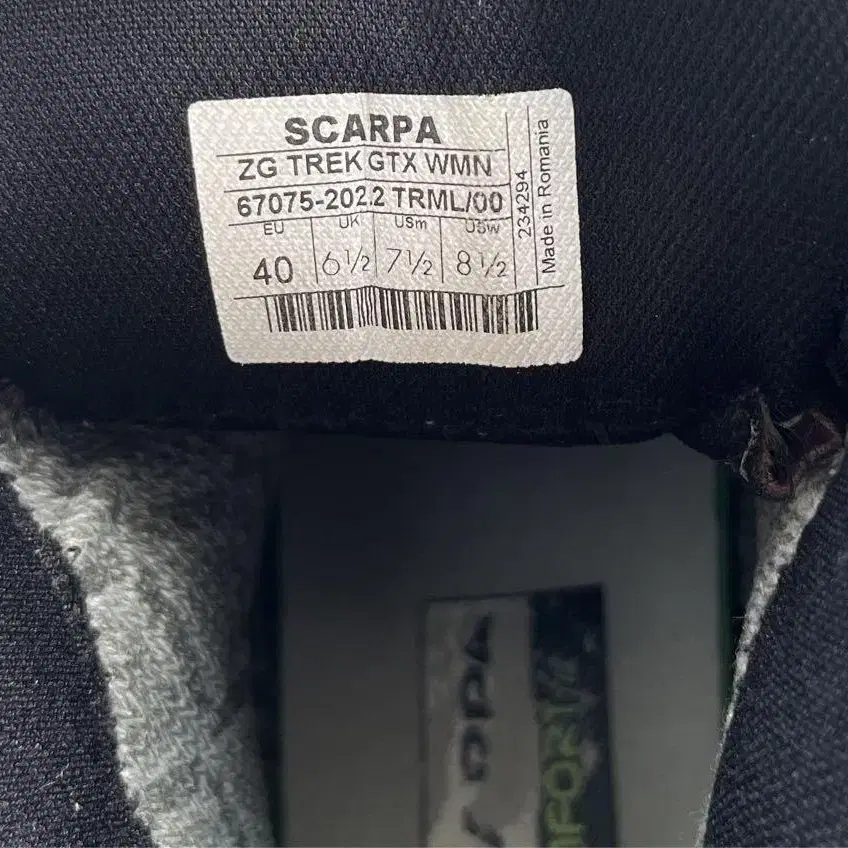 SCARPA
ZG TREK GTX WMN
67075-202.2 TRML/00
EU UK USm USw
40 6½ 7½ 8½
234294
Made in Romania